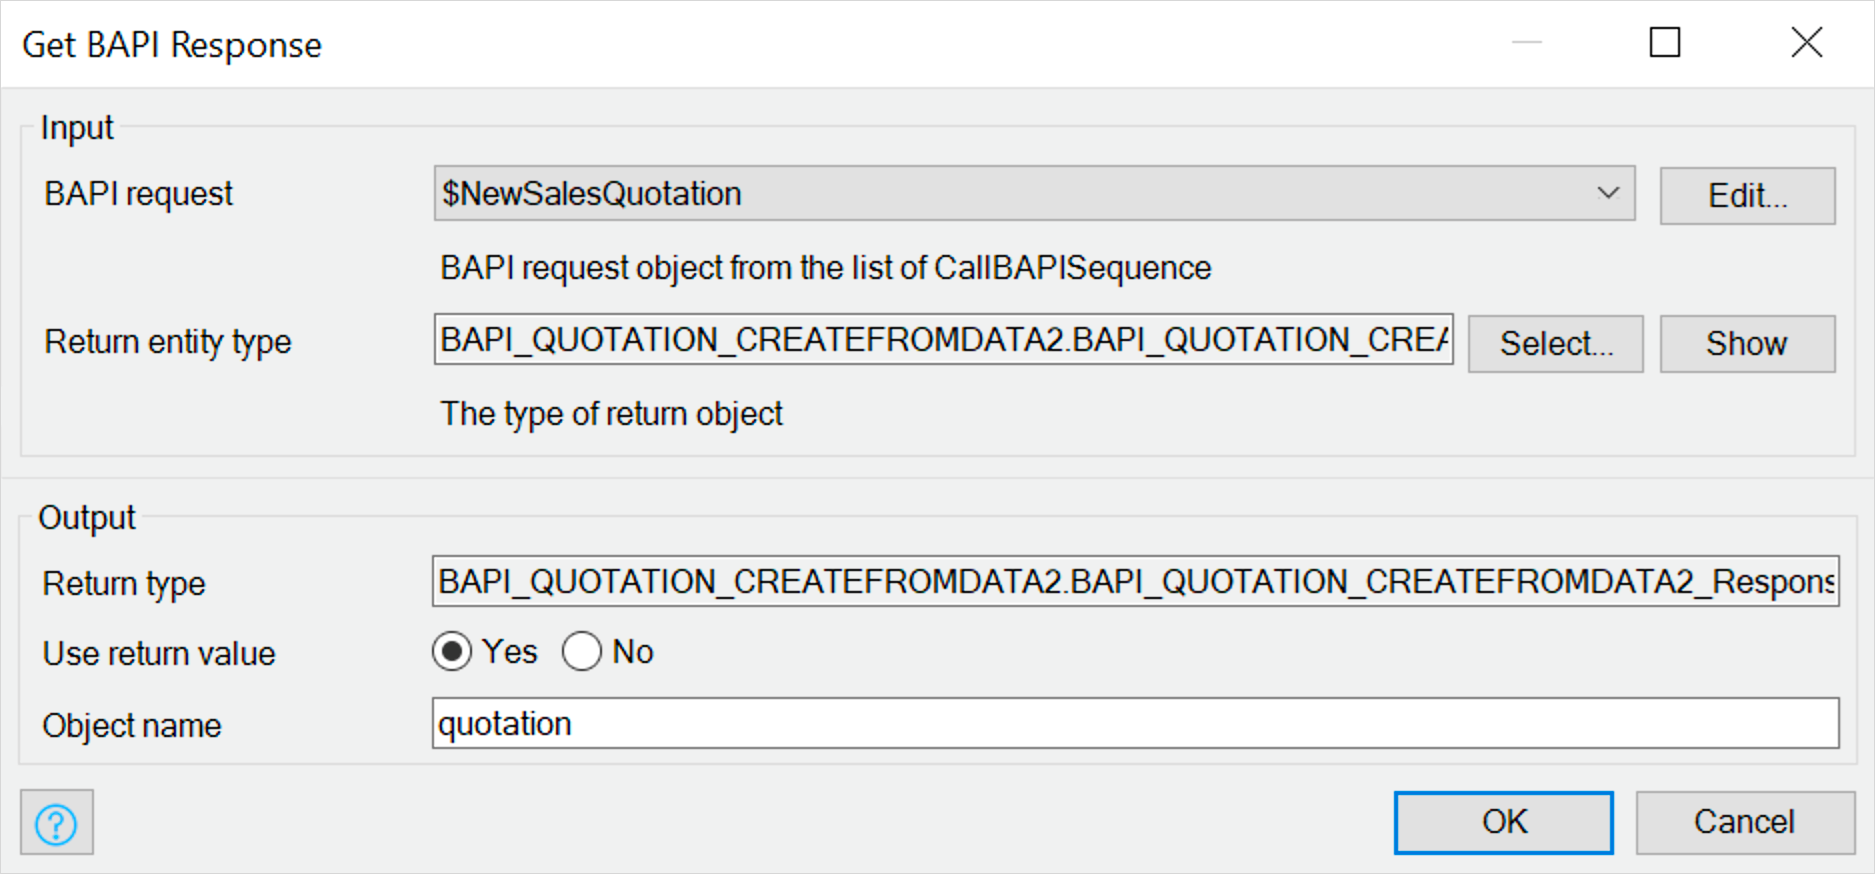 Get BAPI Response
Input
BAPI request
$NewSalesQuotation
Edit...
BAPI request object from the list of CallBAPISequence
Return entity type
BAPI_QUOTATION_CREATEFROMDATA2.BAPI_QUOTATION_CREA
Select...
Show
The type of return object
Output
Return type
BAPI_QUOTATION_CREATEFROMDATA2.BAPI_QUOTATION_CREATEFROMDATA2_Respons
Use return value
Yes
No
Object name
quotation
?
OK
Cancel